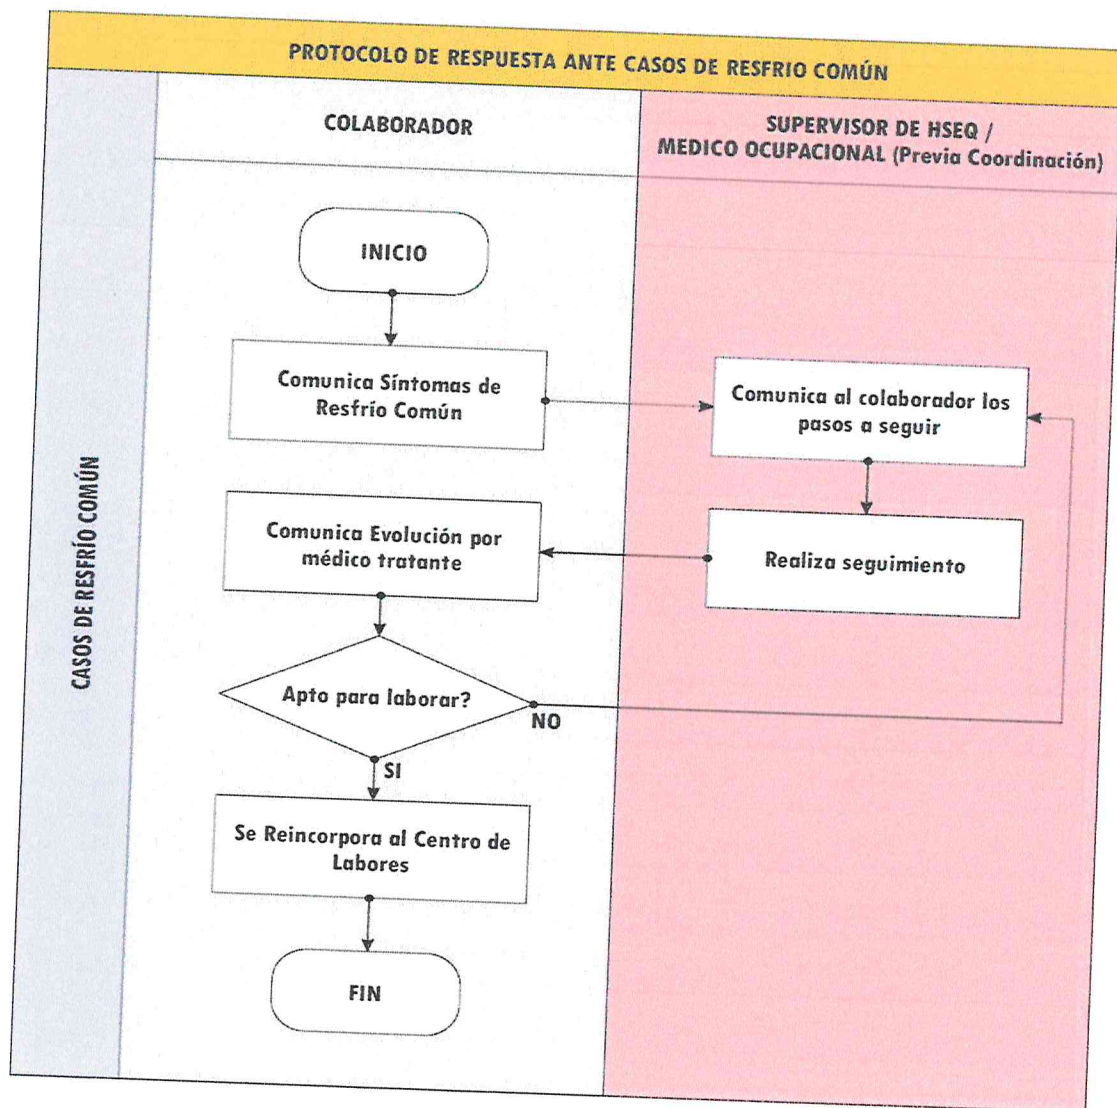 PROTOCOLO DE RESPUESTA ANTE CASOS DE RESFRIO COMÚN
CASOS DE RESFRÍO COMÚN
COLABORADOR
SUPERVISOR DE HSEQ /
MEDICO OCUPACIONAL (Previa Coordinación)
INICIO
Comunica Síntomas de
Resfrío Común
Comunica al colaborador los
pasos a seguir
Comunica Evolución por
médico tratante
Realiza seguimiento
Apto para laborar?
NO
SI
Se Reincorpora al Centro de
Labores
FIN